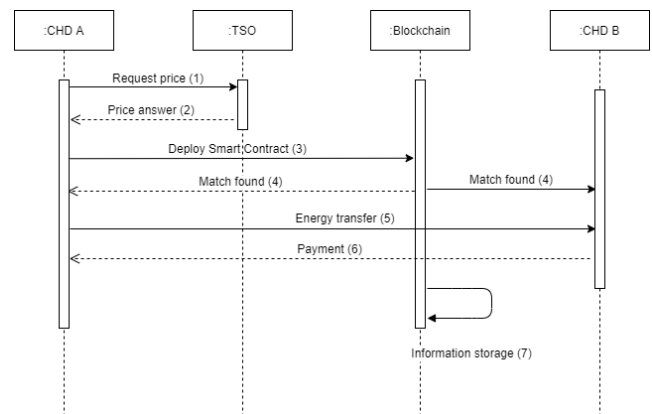 :CHD A
:TSO
:Blockchain
:CHD B
Request price (1)
Price answer (2)
Deploy Smart Contract (3)
Match found (4)
Match found (4)
Energy transfer (5)
Payment (6)
Information storage (7)